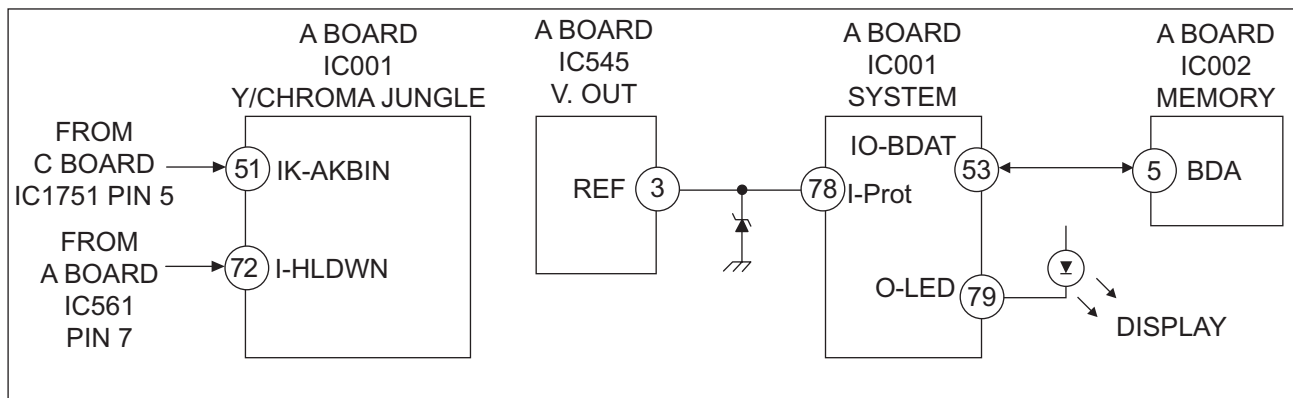 A BOARD
IC001
Y/CHROMA JUNGLE
FROM
C BOARD
IC1751 PIN 5
51
IK-AKBIN
FROM
A BOARD
IC561
PIN 7
72
I-HLDWN
A BOARD
IC545
V. OUT
REF
3
A BOARD
IC001
SYSTEM
78
I-Prot
IO-BDAT
53
O-LED
79
A BOARD
IC002
MEMORY
5
BDA
DISPLAY